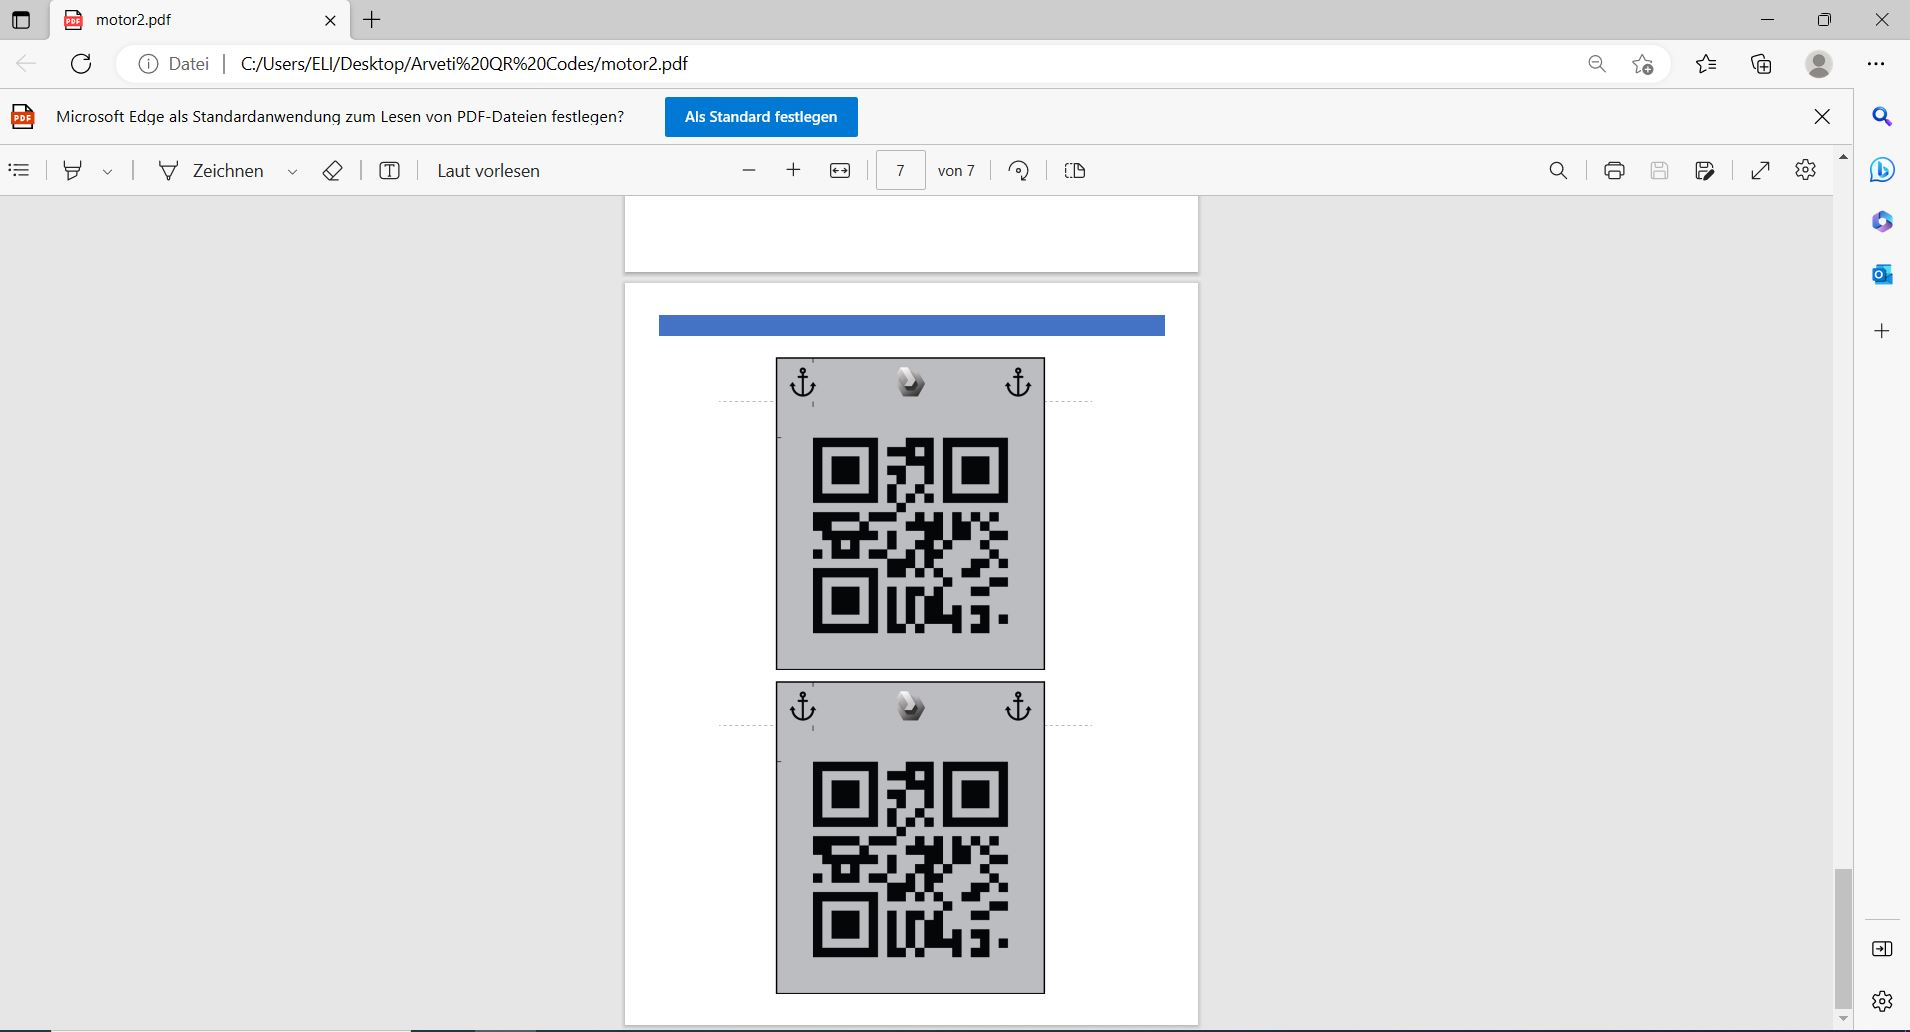 motor2.pdf
Datei
C:/Users/ELI/Desktop/Arveti%20QR%20Codes/motor2.pdf
PDF
Microsoft Edge als Standardanwendung zum Lesen von PDF-Dateien festlegen?
Als Standard festlegen
Zeichnen
Laut vorlesen
7
von 7